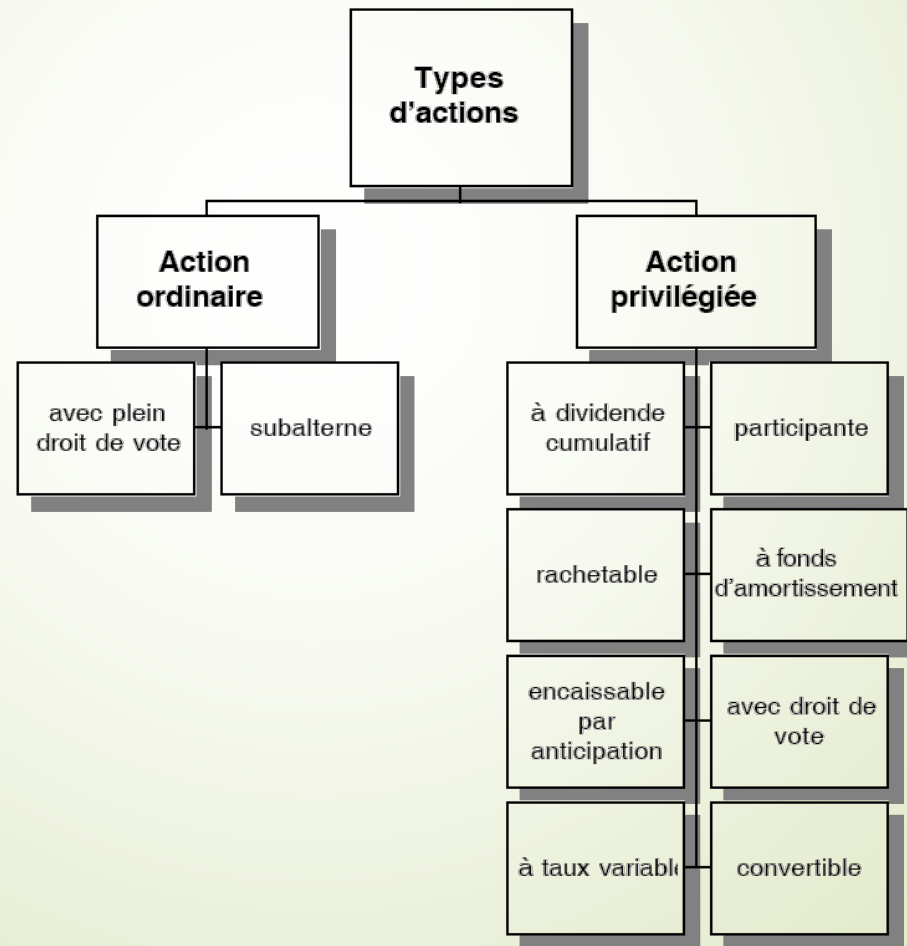 Types
d'actions
Action
ordinaire
Action
privilégiée
avec plein
droit de vote
subalterne
à dividende
cumulatif
participante
rachetable
à fonds
d'amortissement
encaissable
par
anticipation
avec droit de
vote
à taux variable
convertible